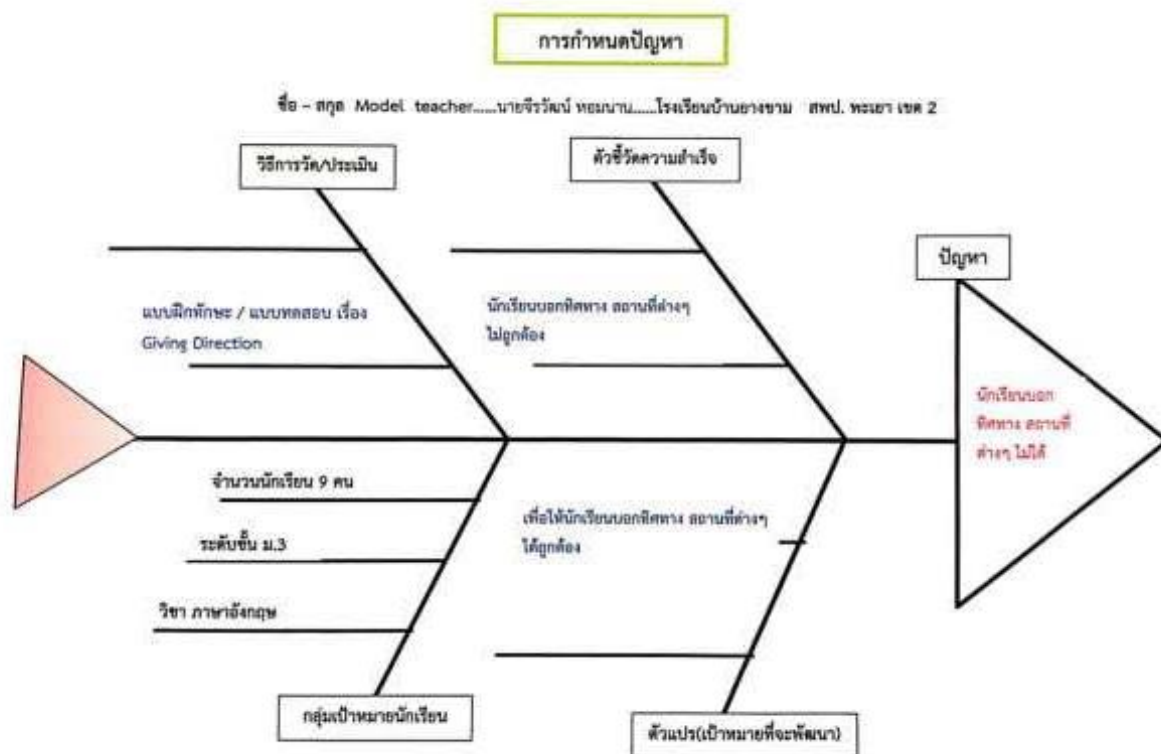 การกำหนดปัญหา
ชื่อ – สกุล Model teacher......นายจีรวัฒน์ หอมนาน......โรงเรียนบ้านยางขาม สพป. พะเยา เขต 2
วิธีการวัด/ประเมิน
ตัวชี้วัดความสำเร็จ
ปัญหา
แบบฝึกทักษะ / แบบทดสอบ เรื่อง
Giving Direction
นักเรียนบอกทิศทาง สถานที่ต่างๆ
ไม่ถูกต้อง
นักเรียนบอก
ทิศทาง สถานที่
ต่างๆ ไม่ได้
จำนวนนักเรียน 9 คน
ระดับชั้น ม.3
วิชา ภาษาอังกฤษ
เพื่อให้นักเรียนบอกทิศทาง สถานที่ต่างๆ
ได้ถูกต้อง
กลุ่มเป้าหมายนักเรียน
ตัวแปร(เป้าหมายที่จะพัฒนา)